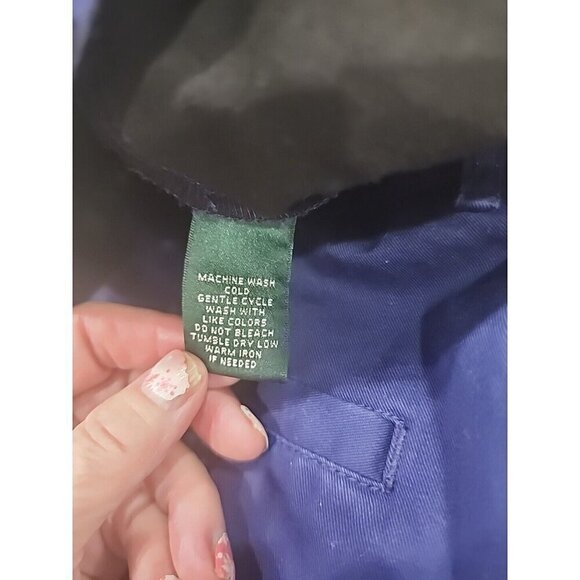 MACHINE WASH
COLD
GENTLE CYCLE
WASH WITH
LIKE COLORS
DO NOT BLEACH
TUMBLE DRY LOW
WARM IRON
IF NEEDED